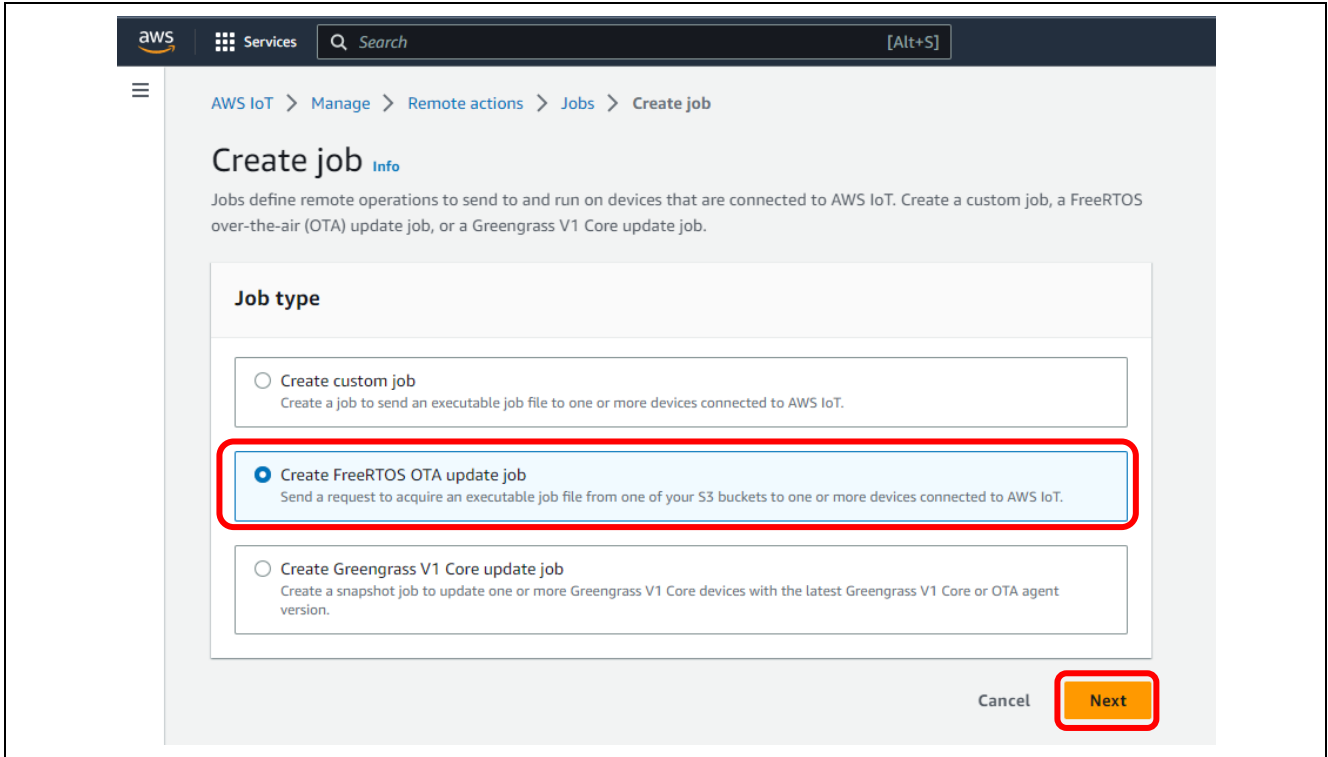 aws Services Search [Alt+S]
AWS IoT > Manage > Remote actions > Jobs > Create job
Create job Info
Jobs define remote operations to send to and run on devices that are connected to AWS IoT. Create a custom job, a FreeRTOS
over-the-air (OTA) update job, or a Greengrass V1 Core update job.
Job type
Create custom job
Create a job to send an executable job file to one or more devices connected to AWS IoT.
Create FreeRTOS OTA update job
Send a request to acquire an executable job file from one of your S3 buckets to one or more devices connected to AWS IoT.
Create Greengrass V1 Core update job
Create a snapshot job to update one or more Greengrass V1 Core devices with the latest Greengrass V1 Core or OTA agent
version.
Cancel Next